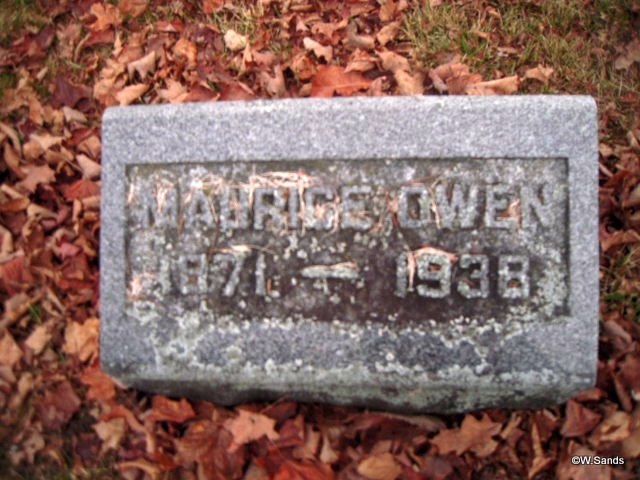 MAURICE OWEN
1871 — 1938
©W.Sands